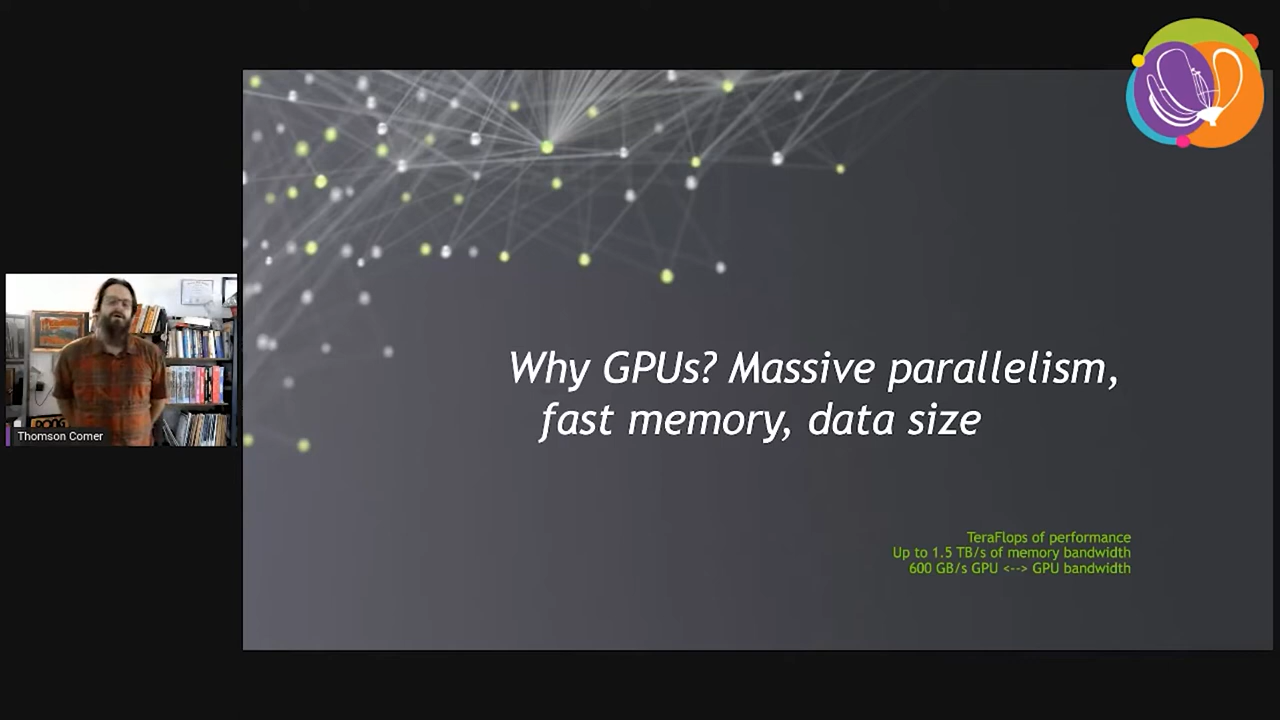 Why GPUs? Massive parallelism,
fast memory, data size
TeraFlops of performance
Up to 1.5 TB/s of memory bandwidth
600 GB/s GPU <--> GPU bandwidth
PONG
Thomson Comer